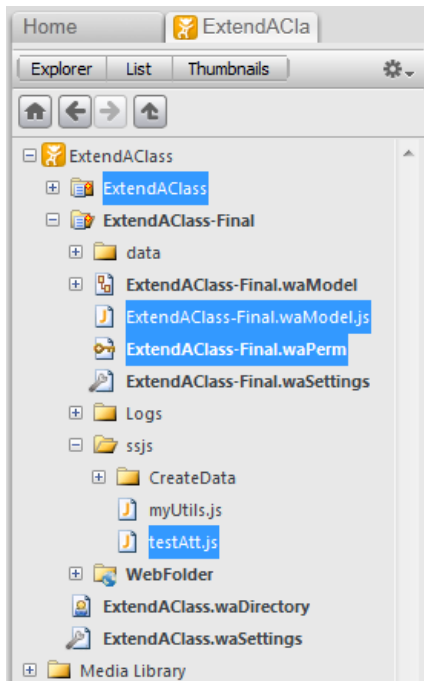 Home
ExtendACla
Explorer List Thumbnails
ExtendAClass
ExtendAClass
ExtendAClass-Final
data
ExtendAClass-Final.waModel
ExtendAClass-Final.waModel.js
ExtendAClass-Final.waPerm
ExtendAClass-Final.waSettings
Logs
ssjs
CreateData
myUtils.js
testAtt.js
WebFolder
ExtendAClass.waDirectory
ExtendAClass.waSettings
Media Library